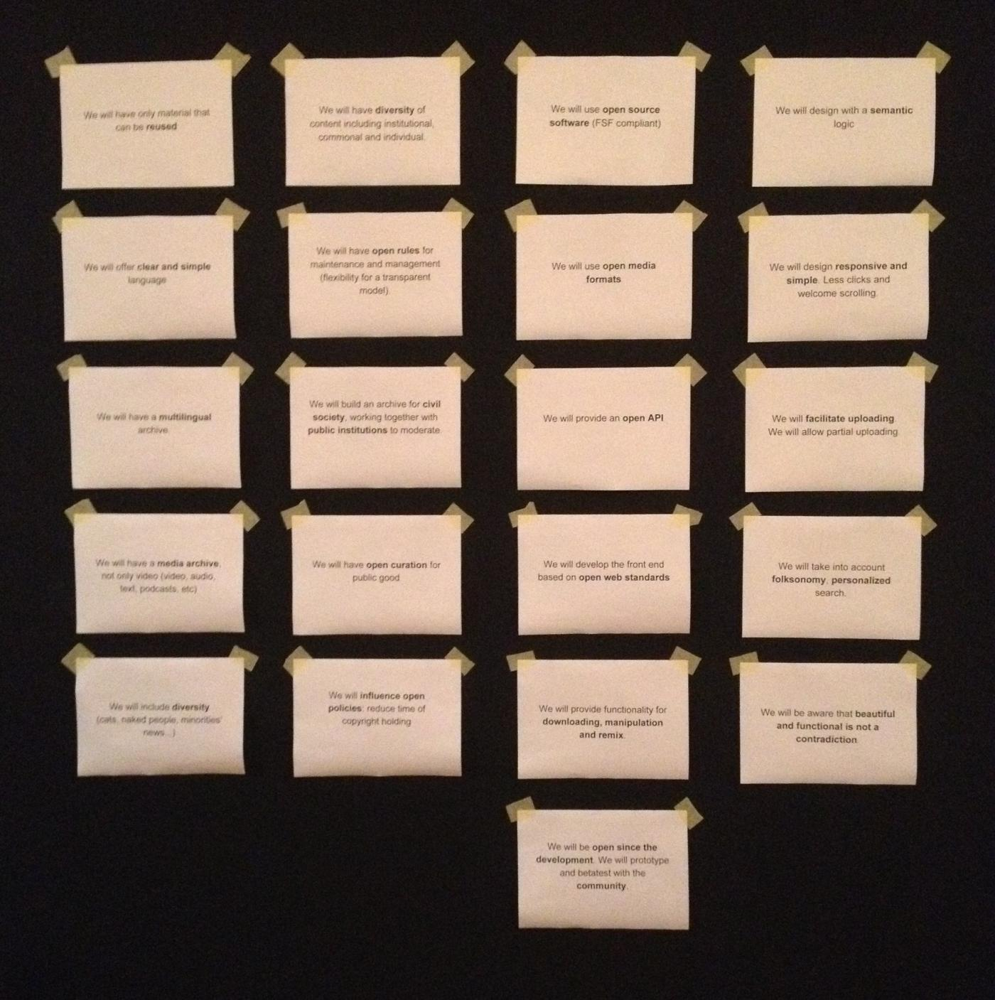 We will have only material that
can be reused
We will have diversity of
content including institutional,
commonal and individual.
We will use open source
software (FSF compliant)
We will design with a semantic
logic
We will offer clear and simple
language
We will have open rules for
maintenance and management
(flexibility for a transparent
model).
We will use open media
formats
We will design responsive and
simple. Less clicks and
welcome scrolling.
We will have a multilingual
archive.
We will build an archive for civil
society, working together with
public institutions to moderate.
We will provide an open API
We will facilitate uploading.
We will allow partial uploading.
We will have a media archive,
not only video (video, audio,
text, podcasts, etc)
We will have open curation for
public good
We will develop the front end
based on open web standards
We will take into account
folksonomy, personalized
search.
We will include diversity
(cats, naked people, minorities'
news...)
We will influence open
policies: reduce time of
copyright holding
We will provide functionality for
downloading, manipulation
and remix.
We will be aware that beautiful
and functional is not a
contradiction.
We will be open since the
development. We will prototype
and betatest with the
community.